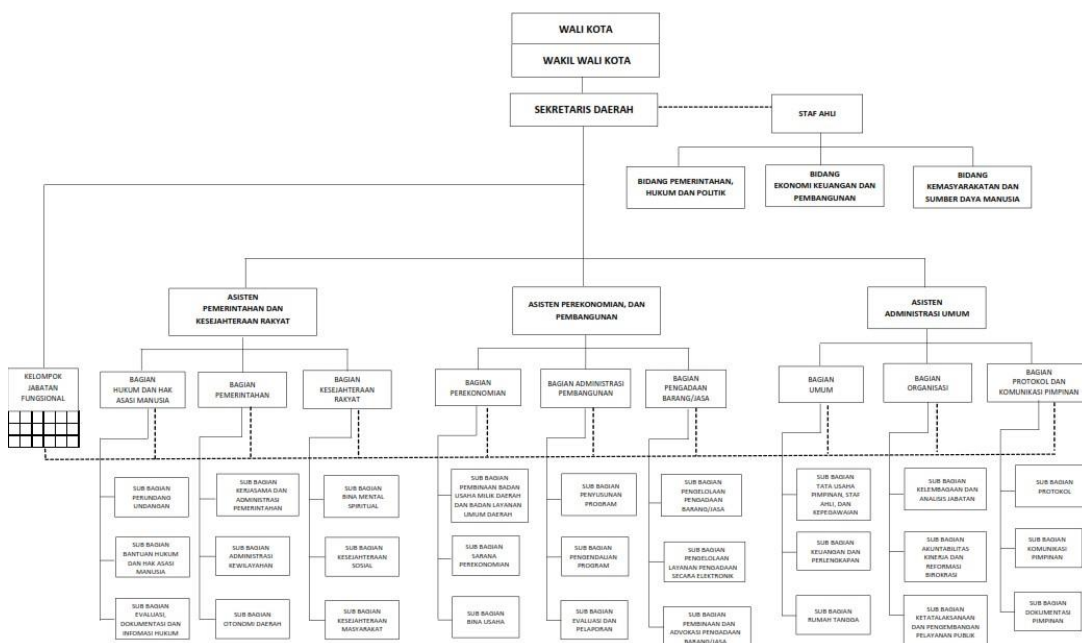 WALI KOTA
WAKIL WALI KOTA
SEKRETARIS DAERAH
STAF AHLI
BIDANG PEMERINTAHAN,
HUKUM DAN POLITIK
BIDANG
EKONOMI KEUANGAN DAN
PEMBANGUNAN
BIDANG
KEMASYARAKATAN DAN
SUMBER DAYA MANUSIA
ASISTEN
PEMERINTAHAN DAN
KESEJAHTERAAN RAKYAT
ASISTEN PEREKONOMIAN, DAN
PEMBANGUNAN
ASISTEN
ADMINISTRASI UMUM
KELOMPOK
JABATAN
FUNGSIONAL
BAGIAN
HUKUM DAN HAK
ASASI MANUSIA
BAGIAN
PEMERINTAHAN
BAGIAN
KESEJAHTERAAN
RAKYAT
BAGIAN
PEREKONOMIAN
BAGIAN ADMINISTRASI
PEMBANGUNAN
BAGIAN
PENGADAAN
BARANG/JASA
BAGIAN
UMUM
BAGIAN
ORGANISASI
BAGIAN
PROTOKOL DAN
KOMUNIKASI PIMPINAN
SUB BAGIAN
PERUNDANG
UNDANGAN
SUB BAGIAN
KERJASAMA DAN
ADMINISTRASI
PEMERINTAHAN
SUB BAGIAN
BINA MENTAL
SPIRITUAL
SUB BAGIAN
PEMBINAAN BADAN
USAHA MILIK DAERAH
DAN BADAN LAYANAN
UMUM DAERAH
SUB BAGIAN
PENYUSUNAN
PROGRAM
SUB BAGIAN
PENGELOLAAN
PENGADAAN
BARANG/JASA
SUB BAGIAN
TATA USAHA
PIMPINAN, STAF
AHLI, DAN
KEPEGAWAIAN
SUB BAGIAN
KELEMBAGAAN DAN
ANALISIS JABATAN
SUB BAGIAN
PROTOKOL
SUB BAGIAN
BANTUAN HUKUM
DAN HAK ASASI
MANUSIA
SUB BAGIAN
ADMINISTRASI
KEWILAYAHAN
SUB BAGIAN
KESEJAHTERAAN
SOSIAL
SUB BAGIAN
SARANA
PEREKONOMIAN
SUB BAGIAN
PENGENDALIAN
PROGRAM
SUB BAGIAN
PENGELOLAAN
LAYANAN PENGADAAN
SECARA ELEKTRONIK
SUB BAGIAN
KEUANGAN DAN
PERLENGKAPAN
SUB BAGIAN
AKUNTABILITAS
KINERJA DAN
REFORMASI
BIROKRASI
SUB BAGIAN
KOMUNIKASI
PIMPINAN
SUB BAGIAN
EVALUASI,
DOKUMENTASI DAN
INFOMASI HUKUM
SUB BAGIAN
OTONOMI DAERAH
SUB BAGIAN
KESEJAHTERAAN
MASYARAKAT
SUB BAGIAN
BINA USAHA
SUB BAGIAN
EVALUASI DAN
PELAPORAN
SUB BAGIAN
PEMBINAAN DAN
ADVOKASI PENGADAAN
BARANG/JASA
SUB BAGIAN
RUMAH TANGGA
SUB BAGIAN
KETATALAKSANAAN
DAN PENGEMBANGAN
PELAYANAN PUBLIK
SUB BAGIAN
DOKUMENTASI
PIMPINAN